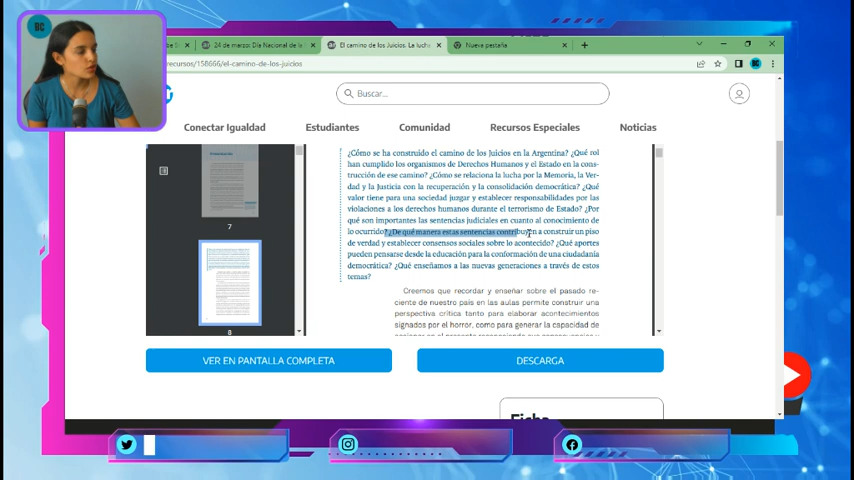 BC
24 de marzo: Día Nacional de la
El camino de los Juicios. La lucha
Nueva pestaña
recursos/158666/el-camino-de-los-juicios
Buscar...
Conectar Igualdad
Estudiantes
Comunidad
Recursos Especiales
Noticias
¿Cómo se ha construido el camino de los Juicios en la Argentina? ¿Qué rol
han cumplido los organismos de Derechos Humanos y el Estado en la cons-
trucción de ese camino? ¿Cómo se relaciona la lucha por la Memoria, la Ver-
dad y la Justicia con la recuperación y la consolidación democrática? ¿Qué
valor tiene para una sociedad juzgar y establecer responsabilidades por las
violaciones a los derechos humanos durante el terrorismo de Estado? ¿Por
qué son importantes las sentencias judiciales en cuanto al conocimiento de
lo ocurrido? ¿De qué manera estas sentencias contribuyen a construir un piso
de verdad y establecer consensos sociales sobre lo acontecido? ¿Qué aportes
pueden pensarse desde la educación para la conformación de una ciudadanía
democrática? ¿Qué enseñamos a las nuevas generaciones a través de estos
temas?
Creemos que recordar y enseñar sobre el pasado re-
ciente de nuestro país en las aulas permite construir una
perspectiva crítica tanto para elaborar acontecimientos
signados por el horror, como para generar la capacidad de
7
8
VER EN PANTALLA COMPLETA
DESCARGA
Ficha